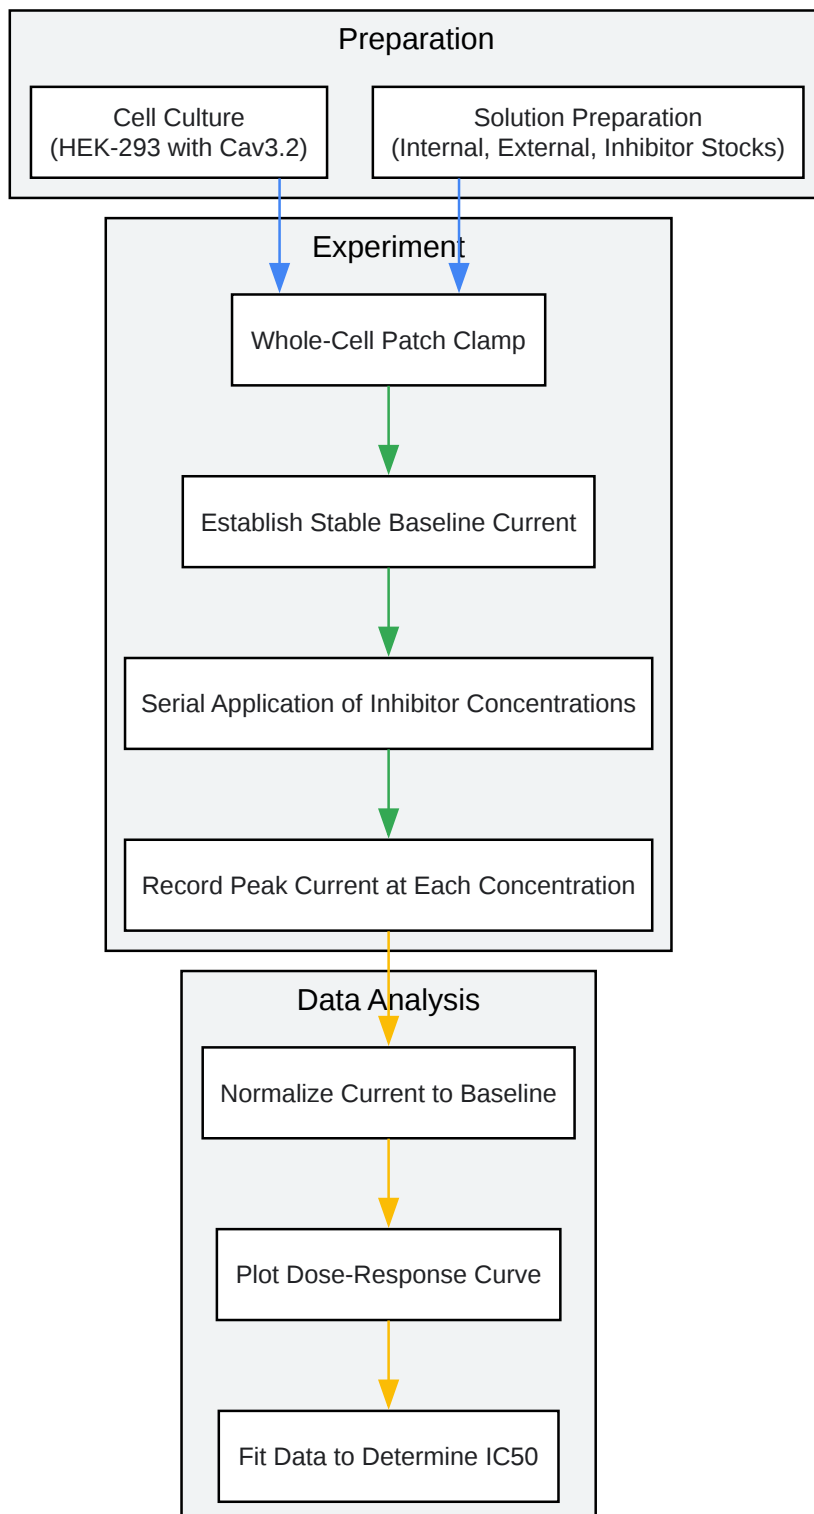 Preparation
Cell Culture
(HEK-293 with Cav3.2)
Solution Preparation
(Internal, External, Inhibitor Stocks)
Experiment
Whole-Cell Patch Clamp
Establish Stable Baseline Current
Serial Application of Inhibitor Concentrations
Record Peak Current at Each Concentration
Data Analysis
Normalize Current to Baseline
Plot Dose-Response Curve
Fit Data to Determine IC50